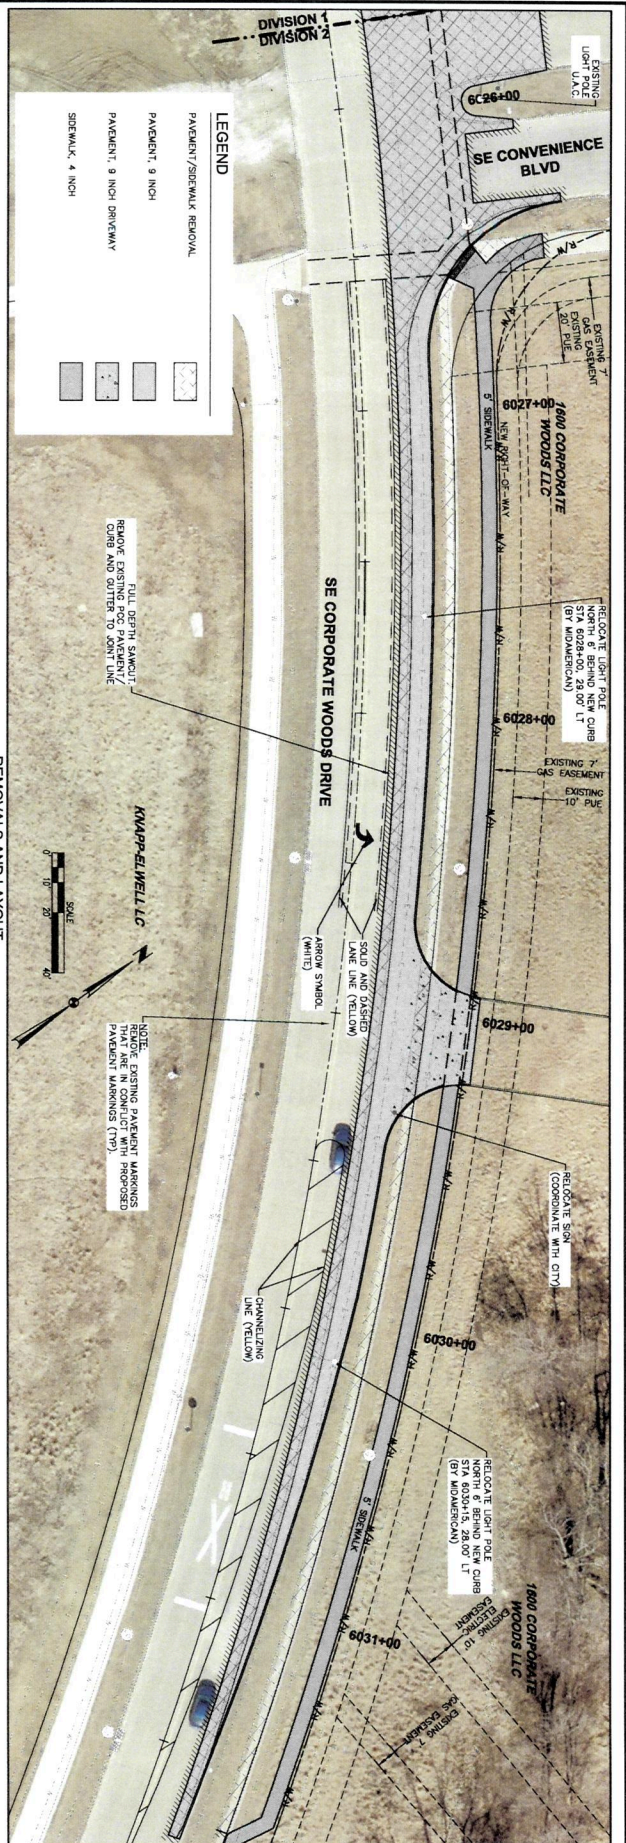 DIVISION 1
DIVISION 2
EXISTING
LIGHT POLE
U.A.C.
6026+00
SE CONVENIENCE
BLVD
R/W
R/W
EXISTING 7'
GAS EASEMENT
EXISTING
20' PUE
LEGEND
PAVEMENT/SIDEWALK REMOVAL
PAVEMENT, 9 INCH
PAVEMENT, 9 INCH DRIVEWAY
SIDEWALK, 4 INCH
6027+00
1600 CORPORATE
WOODS LLC
5' SIDEWALK
NEW RIGHT-OF-WAY
R/W
R/W
RELOCATE LIGHT POLE
NORTH 6' BEHIND NEW CURB
STA 6028+00, 29.00' LT
(BY MIDAMERICAN)
FULL DEPTH SAWCUT.
REMOVE EXISTING PCC PAVEMENT/
CURB AND GUTTER TO JOINT LINE
SE CORPORATE WOODS DRIVE
6028+00
EXISTING 7'
GAS EASEMENT
EXISTING
10' PUE
R/W
R/W
KNAPP-ELWELL LC
SCALE
0'
10'
20'
40'
N
SOLID AND DASHED
LANE LINE (YELLOW)
ARROW SYMBOL
(WHITE)
R/W
6029+00
R/W
NOTE:
REMOVE EXISTING PAVEMENT MARKINGS
THAT ARE IN CONFLICT WITH PROPOSED
PAVEMENT MARKINGS (TYP).
RELOCATE SIGN
(COORDINATE WITH CITY)
R/W
R/W
CHANNELIZING
LINE (YELLOW)
6030+00
R/W
R/W
RELOCATE LIGHT POLE
NORTH 6' BEHIND NEW CURB
STA 6030+15, 28.00' LT
(BY MIDAMERICAN)
5' SIDEWALK
R/W
1800 CORPORATE
WOODS LLC
EXISTING 10'
ELECTRIC
EASEMENT
R/W
6031+00
EXISTING 7'
GAS EASEMENT
R/W
R/W
REMOVALS AND LAYOUT